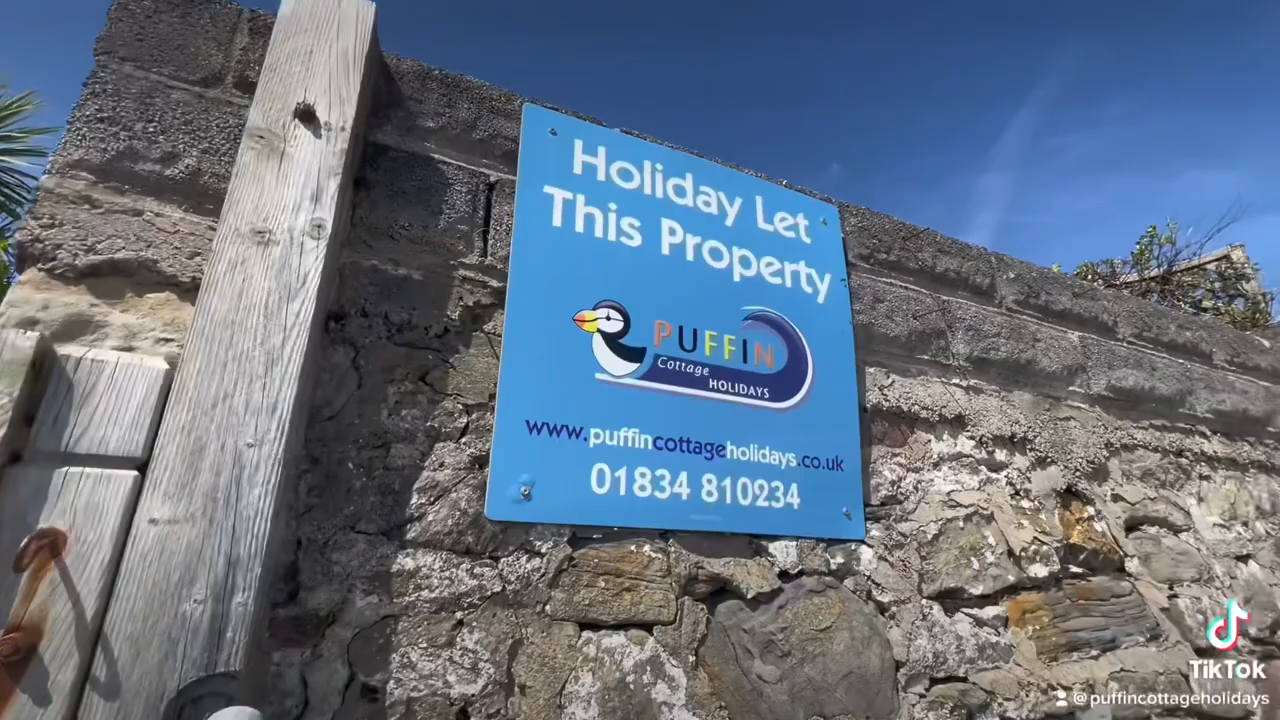 Holiday Let
This Property
PUFFIN
Cottage
HOLIDAYS
www.puffincottageholidays.co.uk
01834 810234
TikTok
@puffincottageholidays